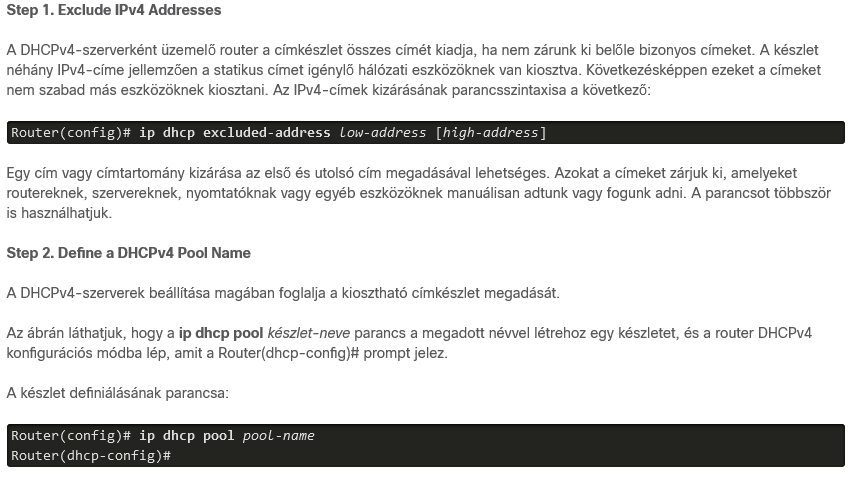 Step 1. Exclude IPv4 Addresses
A DHCPv4-szerverként üzemelő router a címkészlet összes címét kiadja, ha nem zárunk ki belőle bizonyos címeket. A készlet
néhány IPv4-címe jellemzően a statikus címet igénylő hálózati eszközöknek van kiosztva. Következésképpen ezeket a címeket
nem szabad más eszközöknek kiosztani. Az IPv4-címek kizárásának parancsszintaxisa a következő:
Router(config)# ip dhcp excluded-address low-address [high-address]
Egy cím vagy címtartomány kizárása az első és utolsó cím megadásával lehetséges. Azokat a címeket zárjuk ki, amelyeket
routereknek, szervereknek, nyomtatóknak vagy egyéb eszközöknek manuálisan adtunk vagy fogunk adni. A parancsot többször
is használhatjuk.
Step 2. Define a DHCPv4 Pool Name
A DHCPv4-szerverek beállítása magában foglalja a kiosztható címkészlet megadását.
Az ábrán láthatjuk, hogy a ip dhcp pool készlet-neve parancs a megadott névvel létrehoz egy készletet, és a router DHCPv4
konfigurációs módba lép, amit a Router(dhcp-config)# prompt jelez.
A készlet definiálásának parancsa:
Router(config)# ip dhcp pool pool-name
Router(dhcp-config)#